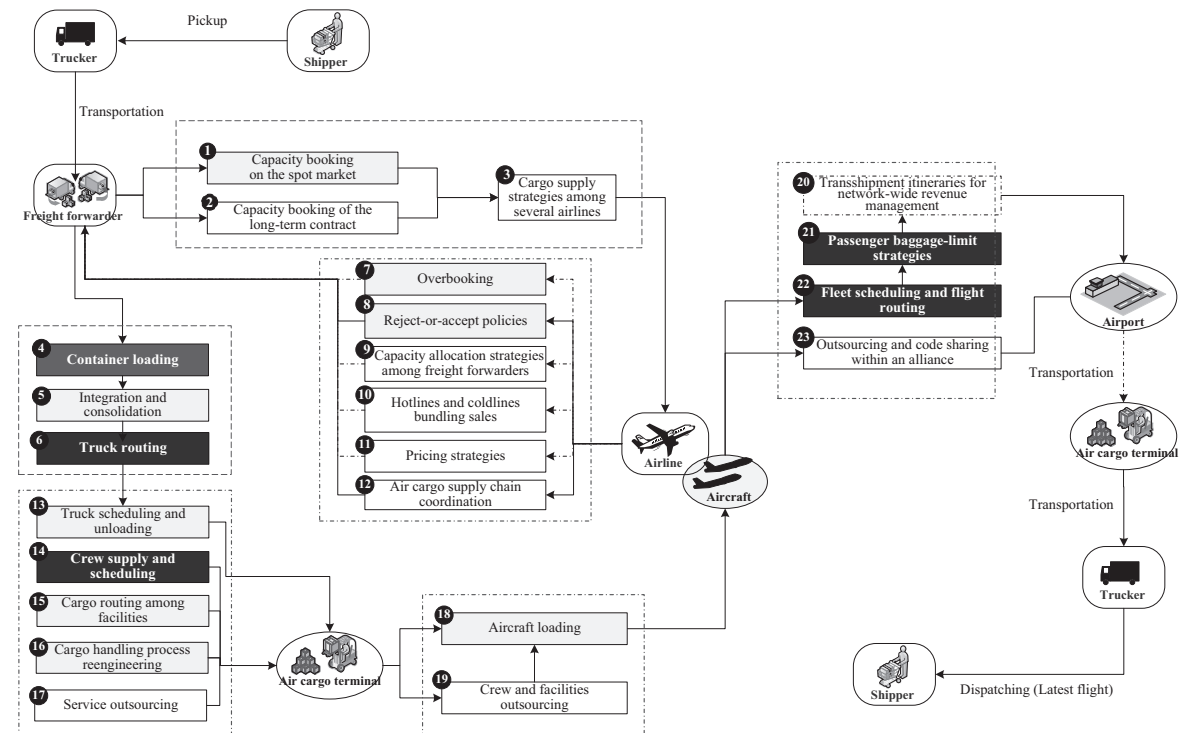 Pickup
Trucker
Shipper
Transportation
Freight forwarder
1
Capacity booking
on the spot market
2
Capacity booking of the
long-term contract
3
Cargo supply
strategies among
several airlines
4
Container loading
5
Integration and
consolidation
6
Truck routing
7
Overbooking
8
Reject-or-accept policies
9
Capacity allocation strategies
among freight forwarders
10
Hotlines and coldlines
bundling sales
11
Pricing strategies
12
Air cargo supply chain
coordination
Airline
Aircraft
13
Truck scheduling and
unloading
14
Crew supply and
scheduling
15
Cargo routing among
facilities
16
Cargo handling process
reengineering
17
Service outsourcing
Air cargo terminal
18
Aircraft loading
19
Crew and facilities
outsourcing
20
Transshipment itineraries for
network-wide revenue
management
21
Passenger baggage-limit
strategies
22
Fleet scheduling and flight
routing
23
Outsourcing and code sharing
within an alliance
Airport
Transportation
Air cargo terminal
Transportation
Trucker
Shipper
Dispatching (Latest flight)